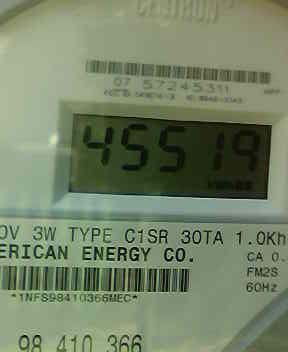 CENTRON
07 57245311
45519
0V 3W TYPE C1SR 30TA 1.0Kh
ERICAN ENERGY CO. CA 0.
FM2S
*1NFS98410366MEC* 60Hz
98 410 366